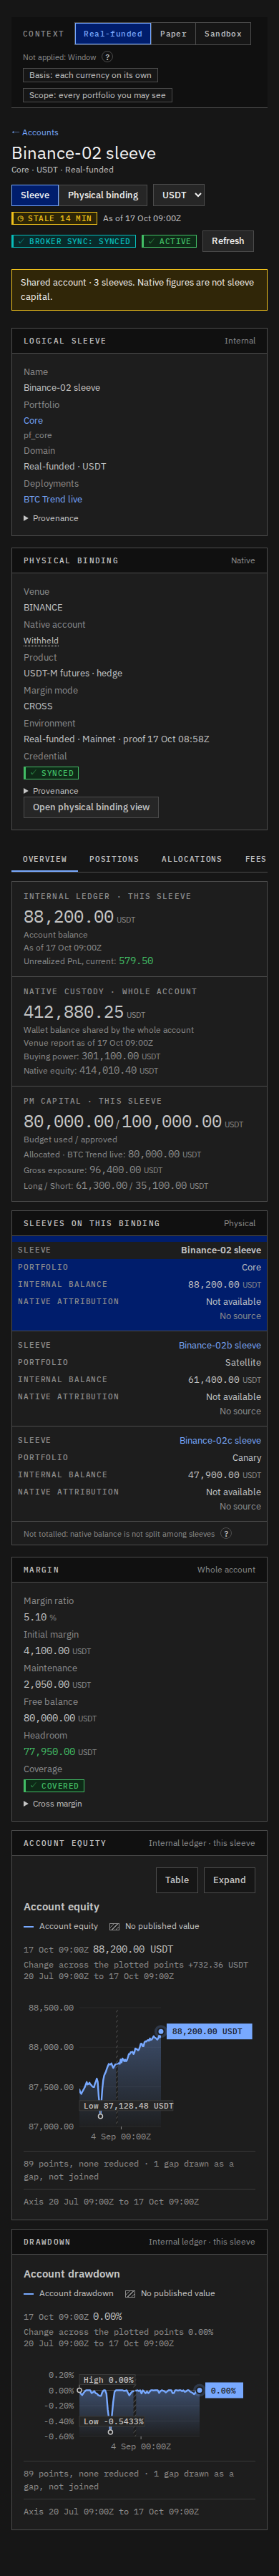 CONTEXT Real-funded Paper Sandbox
Not applied: Window ?
Basis: each currency on its own
Scope: every portfolio you may see
← Accounts
Binance-02 sleeve
Core · USDT · Real-funded
Sleeve Physical binding USDT
STALE 14 MIN As of 17 Oct 09:00Z
✓ BROKER SYNC: SYNCED ✓ ACTIVE Refresh
Shared account · 3 sleeves. Native figures are not sleeve
capital.
LOGICAL SLEEVE Internal
Name
Binance-02 sleeve
Portfolio
Core
pf_core
Domain
Real-funded · USDT
Deployments
BTC Trend live
▶ Provenance
PHYSICAL BINDING Native
Venue
BINANCE
Native account
Withheld
Product
USDT-M futures · hedge
Margin mode
CROSS
Environment
Real-funded · Mainnet · proof 17 Oct 08:58Z
Credential
✓ SYNCED
▶ Provenance
Open physical binding view
OVERVIEW POSITIONS ALLOCATIONS FEES
INTERNAL LEDGER · THIS SLEEVE
88,200.00 USDT
Account balance
As of 17 Oct 09:00Z
Unrealized PnL, current: 579.50
NATIVE CUSTODY · WHOLE ACCOUNT
412,880.25 USDT
Wallet balance shared by the whole account
Venue report as of 17 Oct 09:00Z
Buying power: 301,100.00 USDT
Native equity: 414,010.40 USDT
PM CAPITAL · THIS SLEEVE
80,000.00 / 100,000.00 USDT
Budget used / approved
Allocated · BTC Trend live: 80,000.00 USDT
Gross exposure: 96,400.00 USDT
Long / Short: 61,300.00 / 35,100.00 USDT
SLEEVES ON THIS BINDING Physical
SLEEVE Binance-02 sleeve
PORTFOLIO Core
INTERNAL BALANCE 88,200.00 USDT
NATIVE ATTRIBUTION Not available
No source
SLEEVE Binance-02b sleeve
PORTFOLIO Satellite
INTERNAL BALANCE 61,400.00 USDT
NATIVE ATTRIBUTION Not available
No source
SLEEVE Binance-02c sleeve
PORTFOLIO Canary
INTERNAL BALANCE 47,900.00 USDT
NATIVE ATTRIBUTION Not available
No source
Not totalled: native balance is not split among sleeves ?
MARGIN Whole account
Margin ratio
5.10 %
Initial margin
4,100.00 USDT
Maintenance
2,050.00 USDT
Free balance
80,000.00 USDT
Headroom
77,950.00 USDT
Coverage
✓ COVERED
▶ Cross margin
ACCOUNT EQUITY Internal ledger · this sleeve
Table Expand
Account equity
Account equity No published value
17 Oct 09:00Z 88,200.00 USDT
Change across the plotted points +732.36 USDT
20 Jul 09:00Z to 17 Oct 09:00Z
88,500.00
88,200.00 USDT
88,000.00
87,500.00
Low 87,128.48 USDT
87,000.00
4 Sep 00:00Z
89 points, none reduced · 1 gap drawn as a
gap, not joined
Axis 20 Jul 09:00Z to 17 Oct 09:00Z
DRAWDOWN Internal ledger · this sleeve
Account drawdown
Account drawdown No published value
17 Oct 09:00Z 0.00%
Change across the plotted points 0.00%
20 Jul 09:00Z to 17 Oct 09:00Z
0.20%
High 0.00%
0.00% 0.00%
-0.20%
-0.40% Low -0.5433%
-0.60%
4 Sep 00:00Z
89 points, none reduced · 1 gap drawn as a
gap, not joined
Axis 20 Jul 09:00Z to 17 Oct 09:00Z